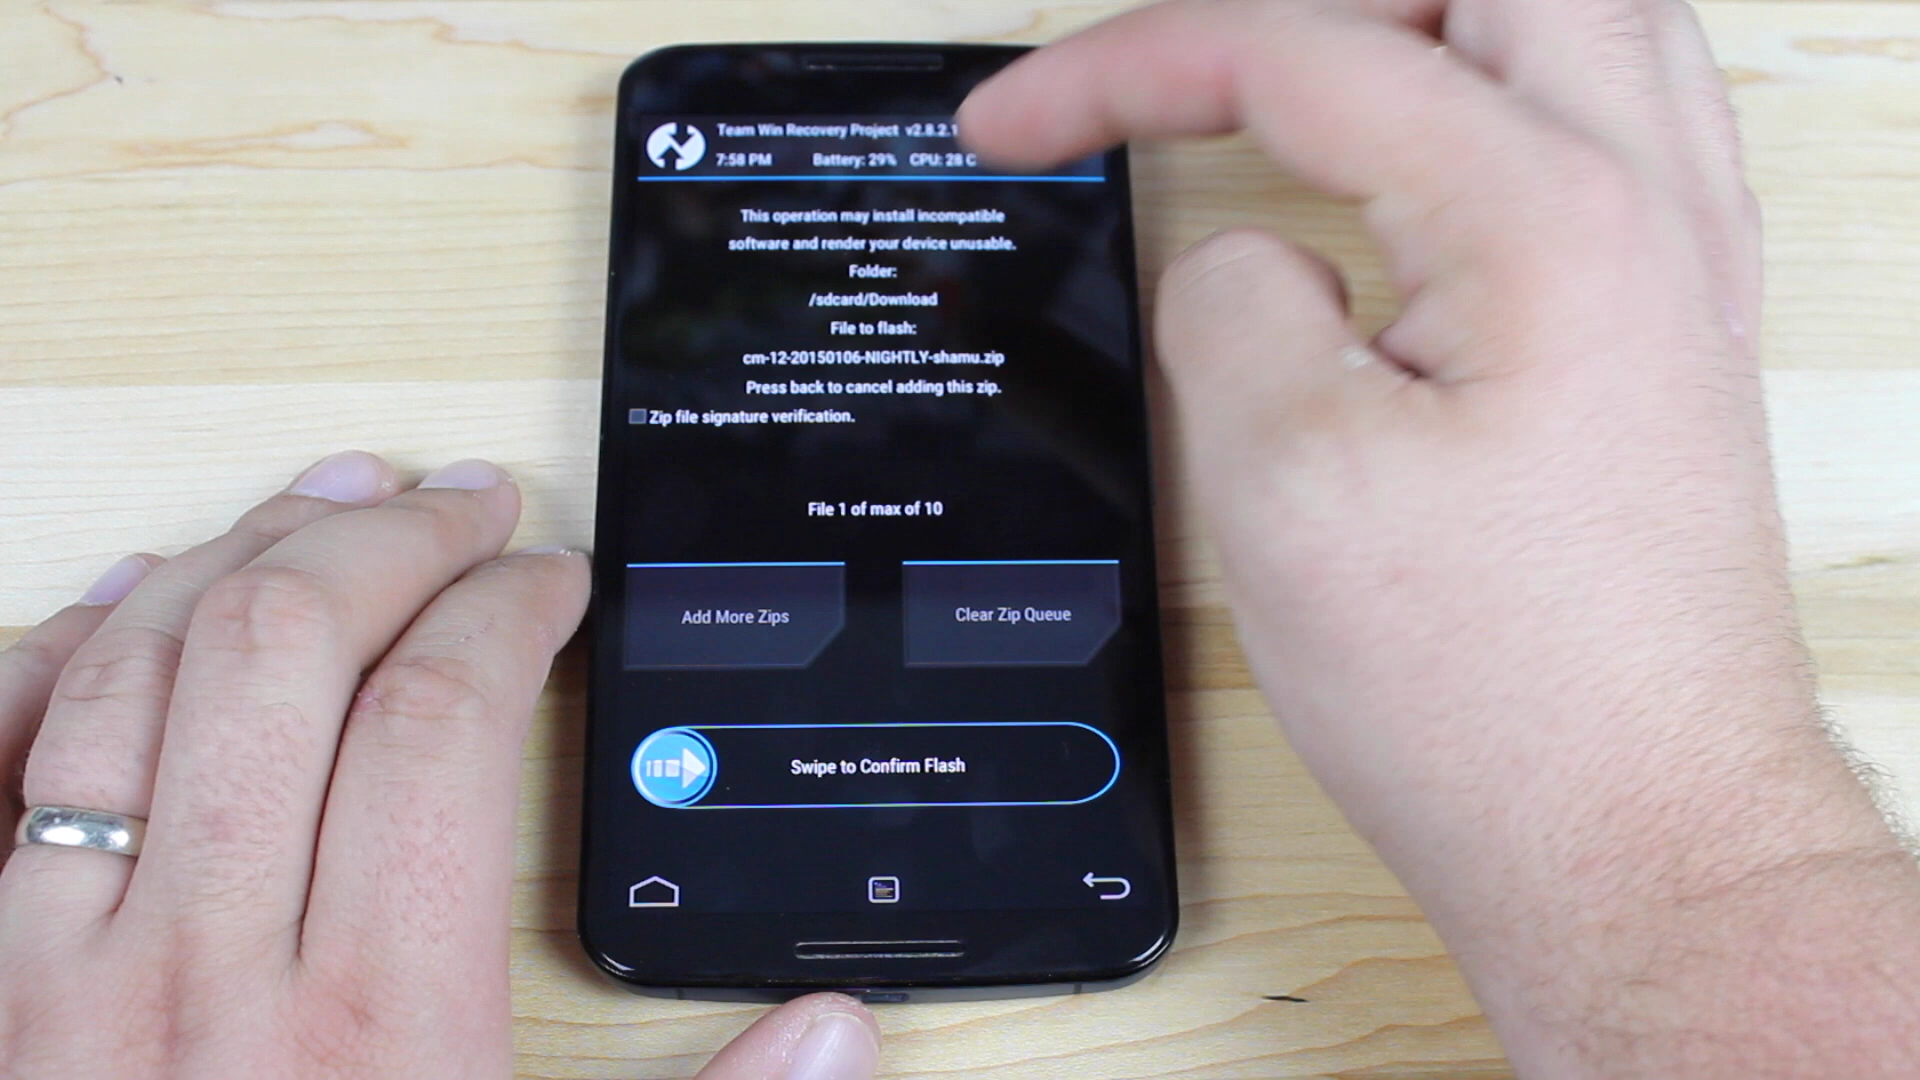 Team Win Recovery Project v2.8.2.1
7:58 PM Battery: 29% CPU: 28 C
This operation may install incompatible
software and render your device unusable.
Folder:
/sdcard/Download
File to flash:
cm-12-20150106-NIGHTLY-shamu.zip
Press back to cancel adding this zip.
Zip file signature verification.
File 1 of max of 10
Add More Zips
Clear Zip Queue
Swipe to Confirm Flash